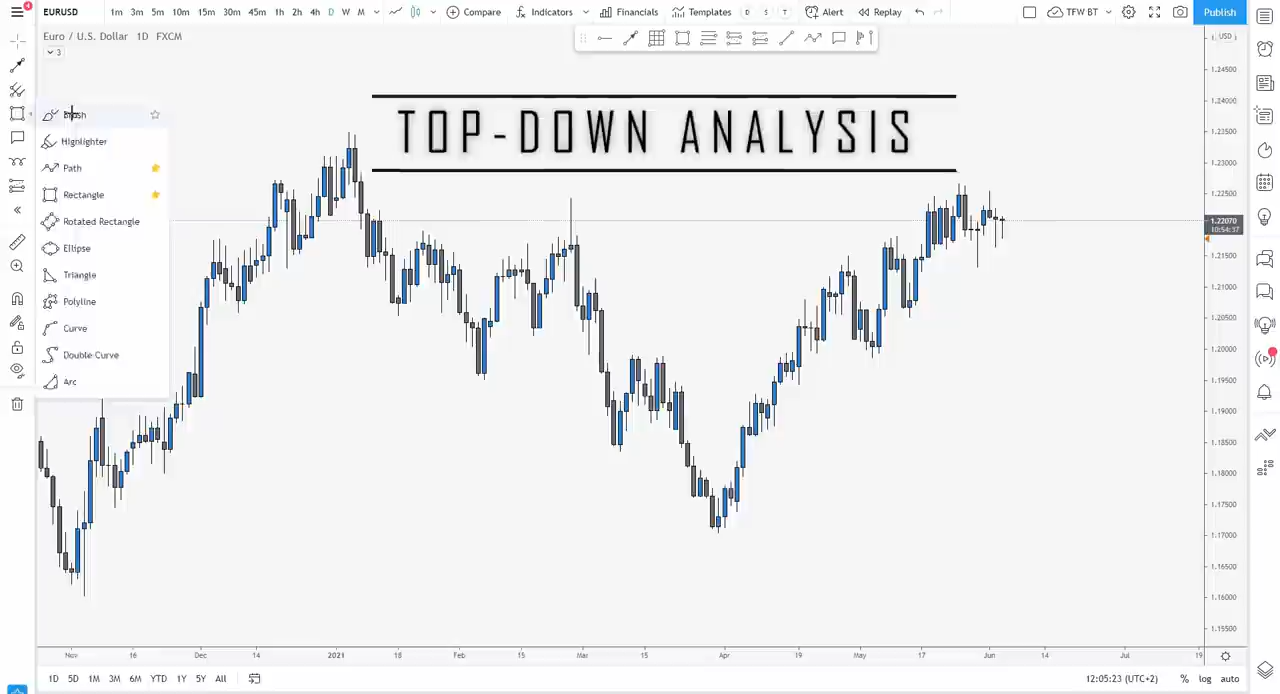 EURUSD 1m 3m 5m 10m 15m 30m 45m 1h 2h 4h D W M Compare Indicators Financials Templates D S T Alert Replay TFW BT Publish
4
Euro / U.S. Dollar 1D FXCM
3
USD
TOP-DOWN ANALYSIS
Highlighter
Path
Rectangle
Rotated Rectangle
Ellipse
Triangle
Polyline
Curve
Double Curve
Arc
1.24500
1.24000
1.23500
1.23000
1.22500
1.22070
10:54:37
1.21500
1.21000
1.20500
1.20000
1.19500
1.19000
1.18500
1.18000
1.17500
1.17000
1.16500
1.16000
1.15500
Nov 16 Dec 14 2021 18 Feb 15 Mar 15 Apr 19 May 17 Jun 14 Jul 19
1D 5D 1M 3M 6M YTD 1Y 5Y All 12:05:23 (UTC+2) % log auto